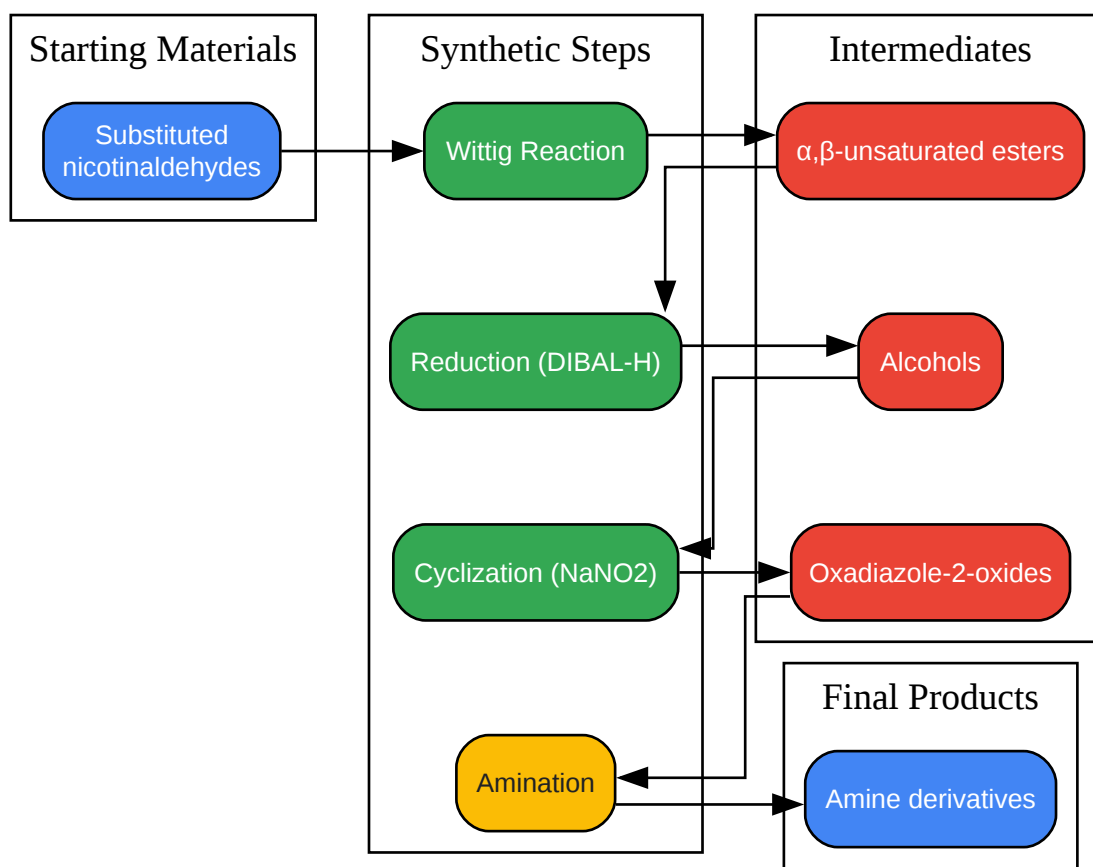 Starting Materials
Synthetic Steps
Intermediates
Substituted
nicotinaldehydes
Wittig Reaction
α,β-unsaturated esters
Reduction (DIBAL-H)
Alcohols
Cyclization (NaNO2)
Oxadiazole-2-oxides
Final Products
Amination
Amine derivatives